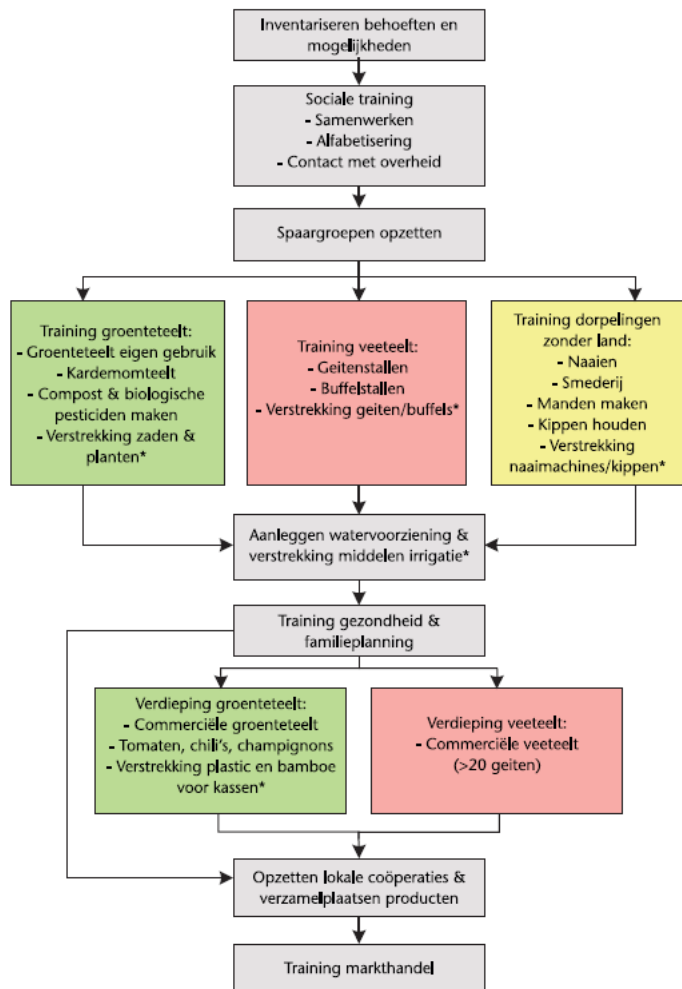 Inventariseren behoeften en
mogelijkheden
Sociale training
- Samenwerken
- Alfabetisering
- Contact met overheid
Spaargroepen opzetten
Training groenteteelt:
- Groenteteelt eigen gebruik
- Kardemomteelt
- Compost & biologische
pesticiden maken
- Verstrekking zaden &
planten*
Training veeteelt:
- Geitenstallen
- Buffelstallen
- Verstrekking geiten/buffels*
Training dorpelingen
zonder land:
- Naaien
- Smederij
- Manden maken
- Kippen houden
- Verstrekking
naaimachines/kippen*
Aanleggen watervoorziening &
verstrekking middelen irrigatie*
Training gezondheid &
familieplanning
Verdieping groenteteelt:
- Commerciële groenteteelt
- Tomaten, chili's, champignons
- Verstrekking plastic en bamboe
voor kassen*
Verdieping veeteelt:
- Commerciële veeteelt
(>20 geiten)
Opzetten lokale coöperaties &
verzamelplaatsen producten
Training markthandel